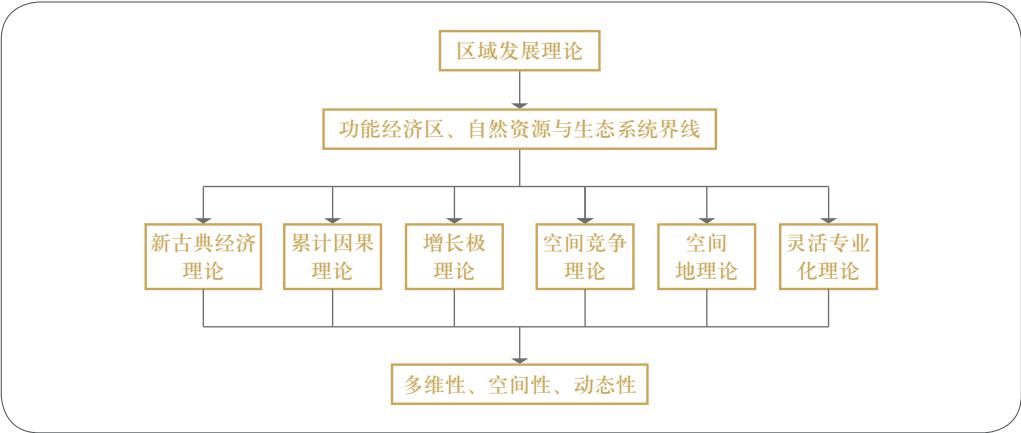 区域发展理论
功能经济区、自然资源与生态系统界线
新古典经济
理论
累计因果
理论
增长极
理论
空间竞争
理论
空间
地理论
灵活专业
化理论
多维性、空间性、动态性